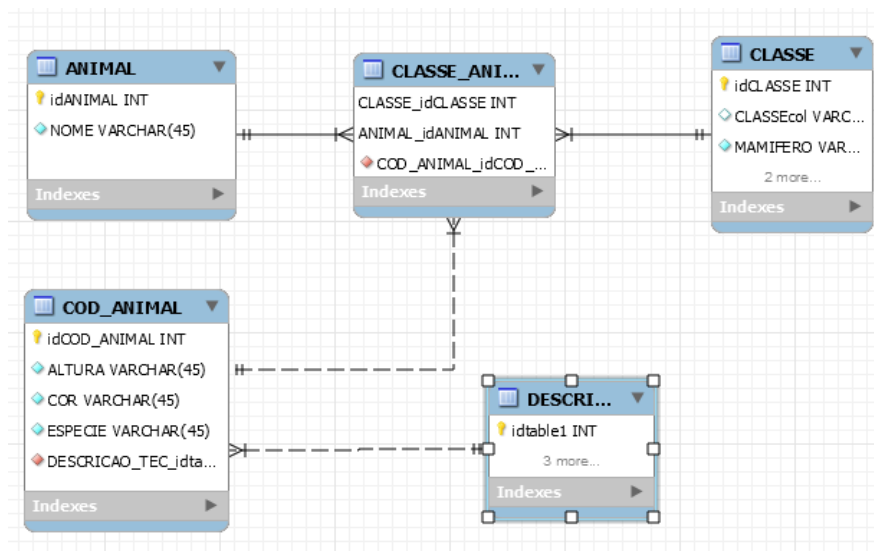 ANIMAL
idANIMAL INT
NOME VARCHAR(45)
Indexes
CLASSE_ANI...
CLASSE_idCLASSE INT
ANIMAL_idANIMAL INT
COD_ANIMAL_idCOD_...
Indexes
CLASSE
idCLASSE INT
CLASSEcol VARC...
MAMIFERO VAR...
2 more...
Indexes
COD_ANIMAL
idCOD_ANIMAL INT
ALTURA VARCHAR(45)
COR VARCHAR(45)
ESPECIE VARCHAR(45)
DESCRICAO_TEC_idta...
Indexes
DESCRI...
idtable1 INT
3 more...
Indexes